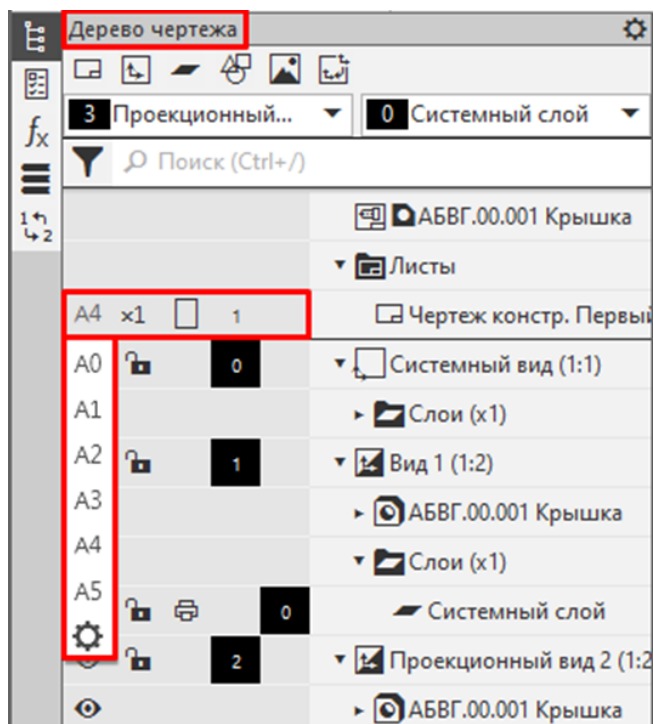 Дерево чертежа
3 Проекционный... 0 Системный слой
fx
Поиск (Ctrl+/)
1 2
АБВГ.00.001 Крышка
Листы
A4 ×1 1 Чертеж констр. Первый
A0 0 Системный вид (1:1)
A1 Слои (x1)
A2 1 Вид 1 (1:2)
A3 АБВГ.00.001 Крышка
A4 Слои (x1)
A5 0 Системный слой
2 Проекционный вид 2 (1:2
АБВГ.00.001 Крышка